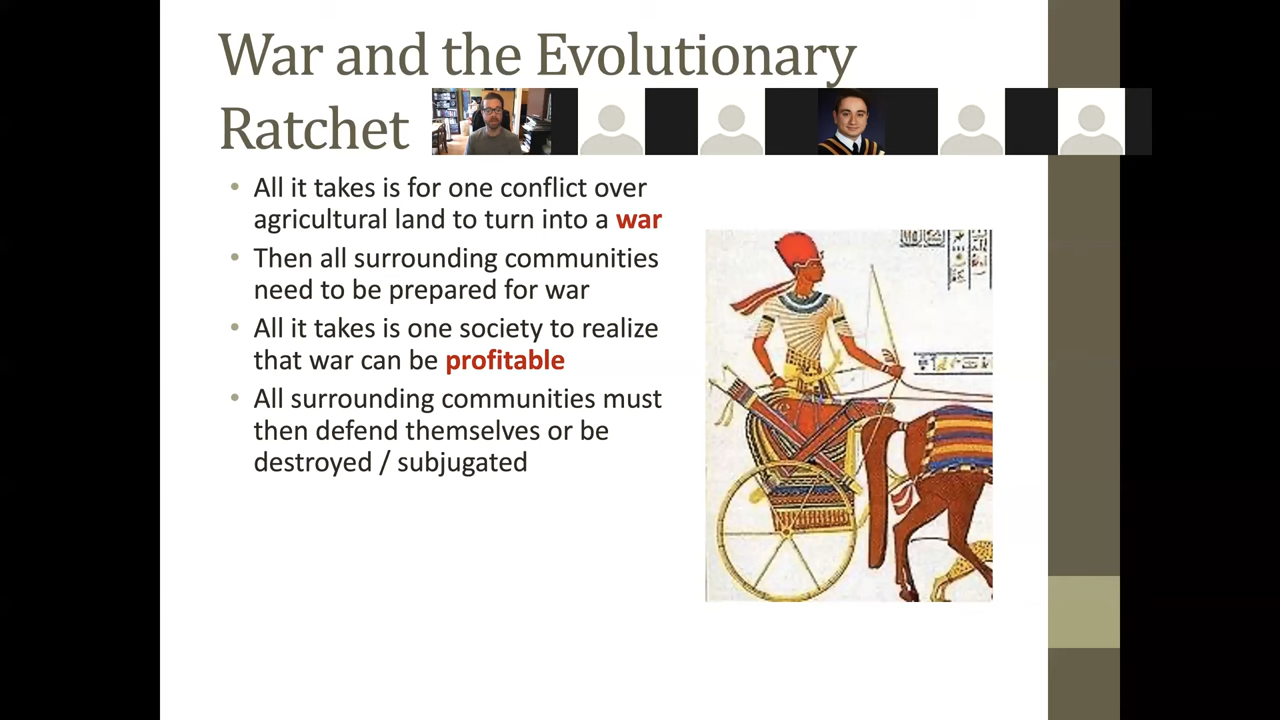 War and the Evolutionary
Ratchet
• All it takes is for one conflict over
agricultural land to turn into a war
• Then all surrounding communities
need to be prepared for war
• All it takes is one society to realize
that war can be profitable
• All surrounding communities must
then defend themselves or be
destroyed / subjugated